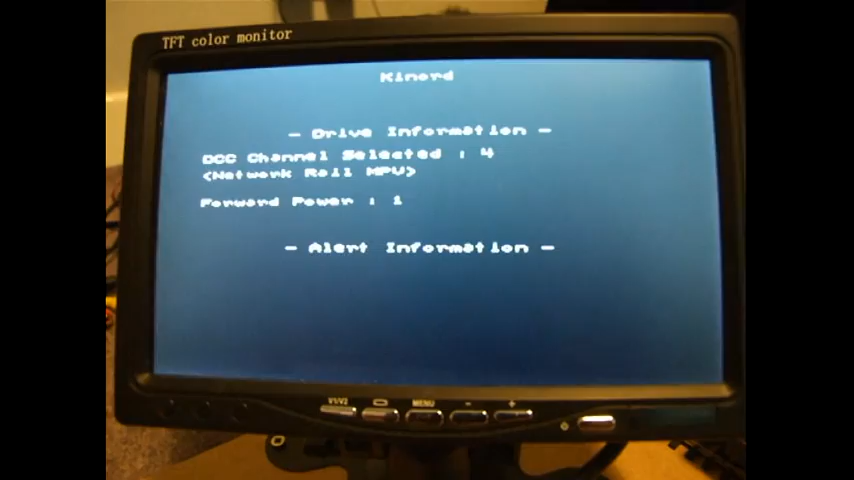 TFT color monitor
Kinord
- Drive Information -
DCC Channel Selected : 4
<Network Rail MPV>
Forward Power : 1
- Alert Information -
V1/V2 MENU - +